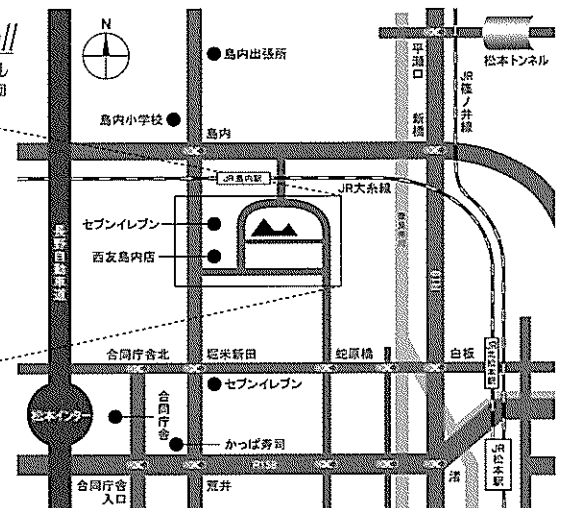 N
島内出張所
平瀬口
松本トンネル
JR篠ノ井線
島内小学校
島内
新橋
JR島内駅
JR大糸線
セブンイレブン
西友島内店
長野自動車道
R19
合同庁舎北
堀米新田
蛇原橋
白板
JR北松本駅
セブンイレブン
松本インター
合同庁舎
かっぱ寿司
R158
合同庁舎
入口
荒井
渚
JR松本駅